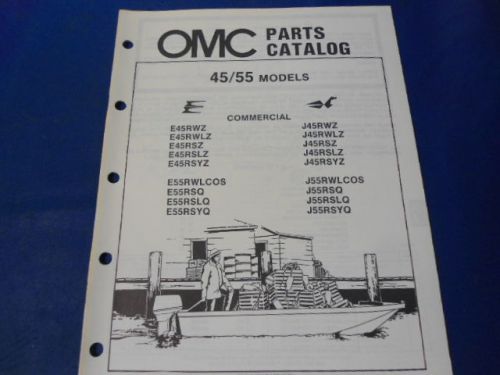 OMC PARTS CATALOG
45/55 MODELS
COMMERCIAL
E45RWZ J45RWZ
E45RWLZ J45RWLZ
E45RSZ J45RSZ
E45RSLZ J45RSLZ
E45RSYZ J45RSYZ
E55RWLCOS J55RWLCOS
E55RSQ J55RSQ
E55RSLQ J55RSLQ
E55RSYQ J55RSYQ